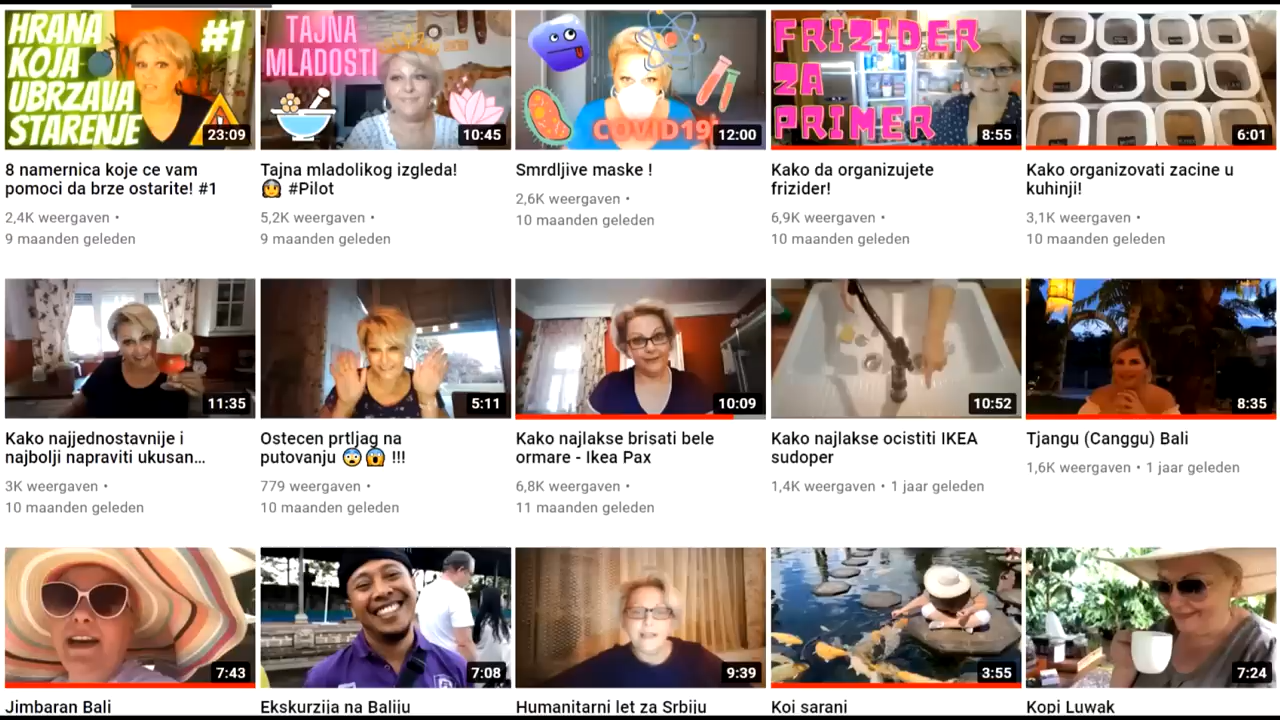 HRANA
KOJA
UBRZAVA
STARENJE
#1
23:09
TAJNA
MLADOSTI
10:45
COVID19
12:00
FRIZIDER
ZA
PRIMER
8:55
6:01
8 namernica koje ce vam
pomoci da brze ostarite! #1
2,4K weergaven •
9 maanden geleden
Tajna mladolikog izgleda!
#Pilot
5,2K weergaven •
9 maanden geleden
Smrdljive maske !
2,6K weergaven •
10 maanden geleden
Kako da organizujete
frizider!
6,9K weergaven •
10 maanden geleden
Kako organizovati zacine u
kuhinji!
3,1K weergaven •
10 maanden geleden
11:35
5:11
10:09
10:52
8:35
Kako najjednostavnije i
najbolji napraviti ukusan...
3K weergaven •
10 maanden geleden
Ostecen prtljag na
putovanju 😨😱 !!!
779 weergaven •
10 maanden geleden
Kako najlakse brisati bele
ormare - Ikea Pax
6,8K weergaven •
11 maanden geleden
Kako najlakse ocistiti IKEA
sudoper
1,4K weergaven • 1 jaar geleden
Tjangu (Canggu) Bali
1,6K weergaven • 1 jaar geleden
7:43
7:08
9:39
3:55
7:24
Jimbaran Bali
Ekskurzija na Baliju
Humanitarni let za Srbiju
Koi sarani
Kopi Luwak